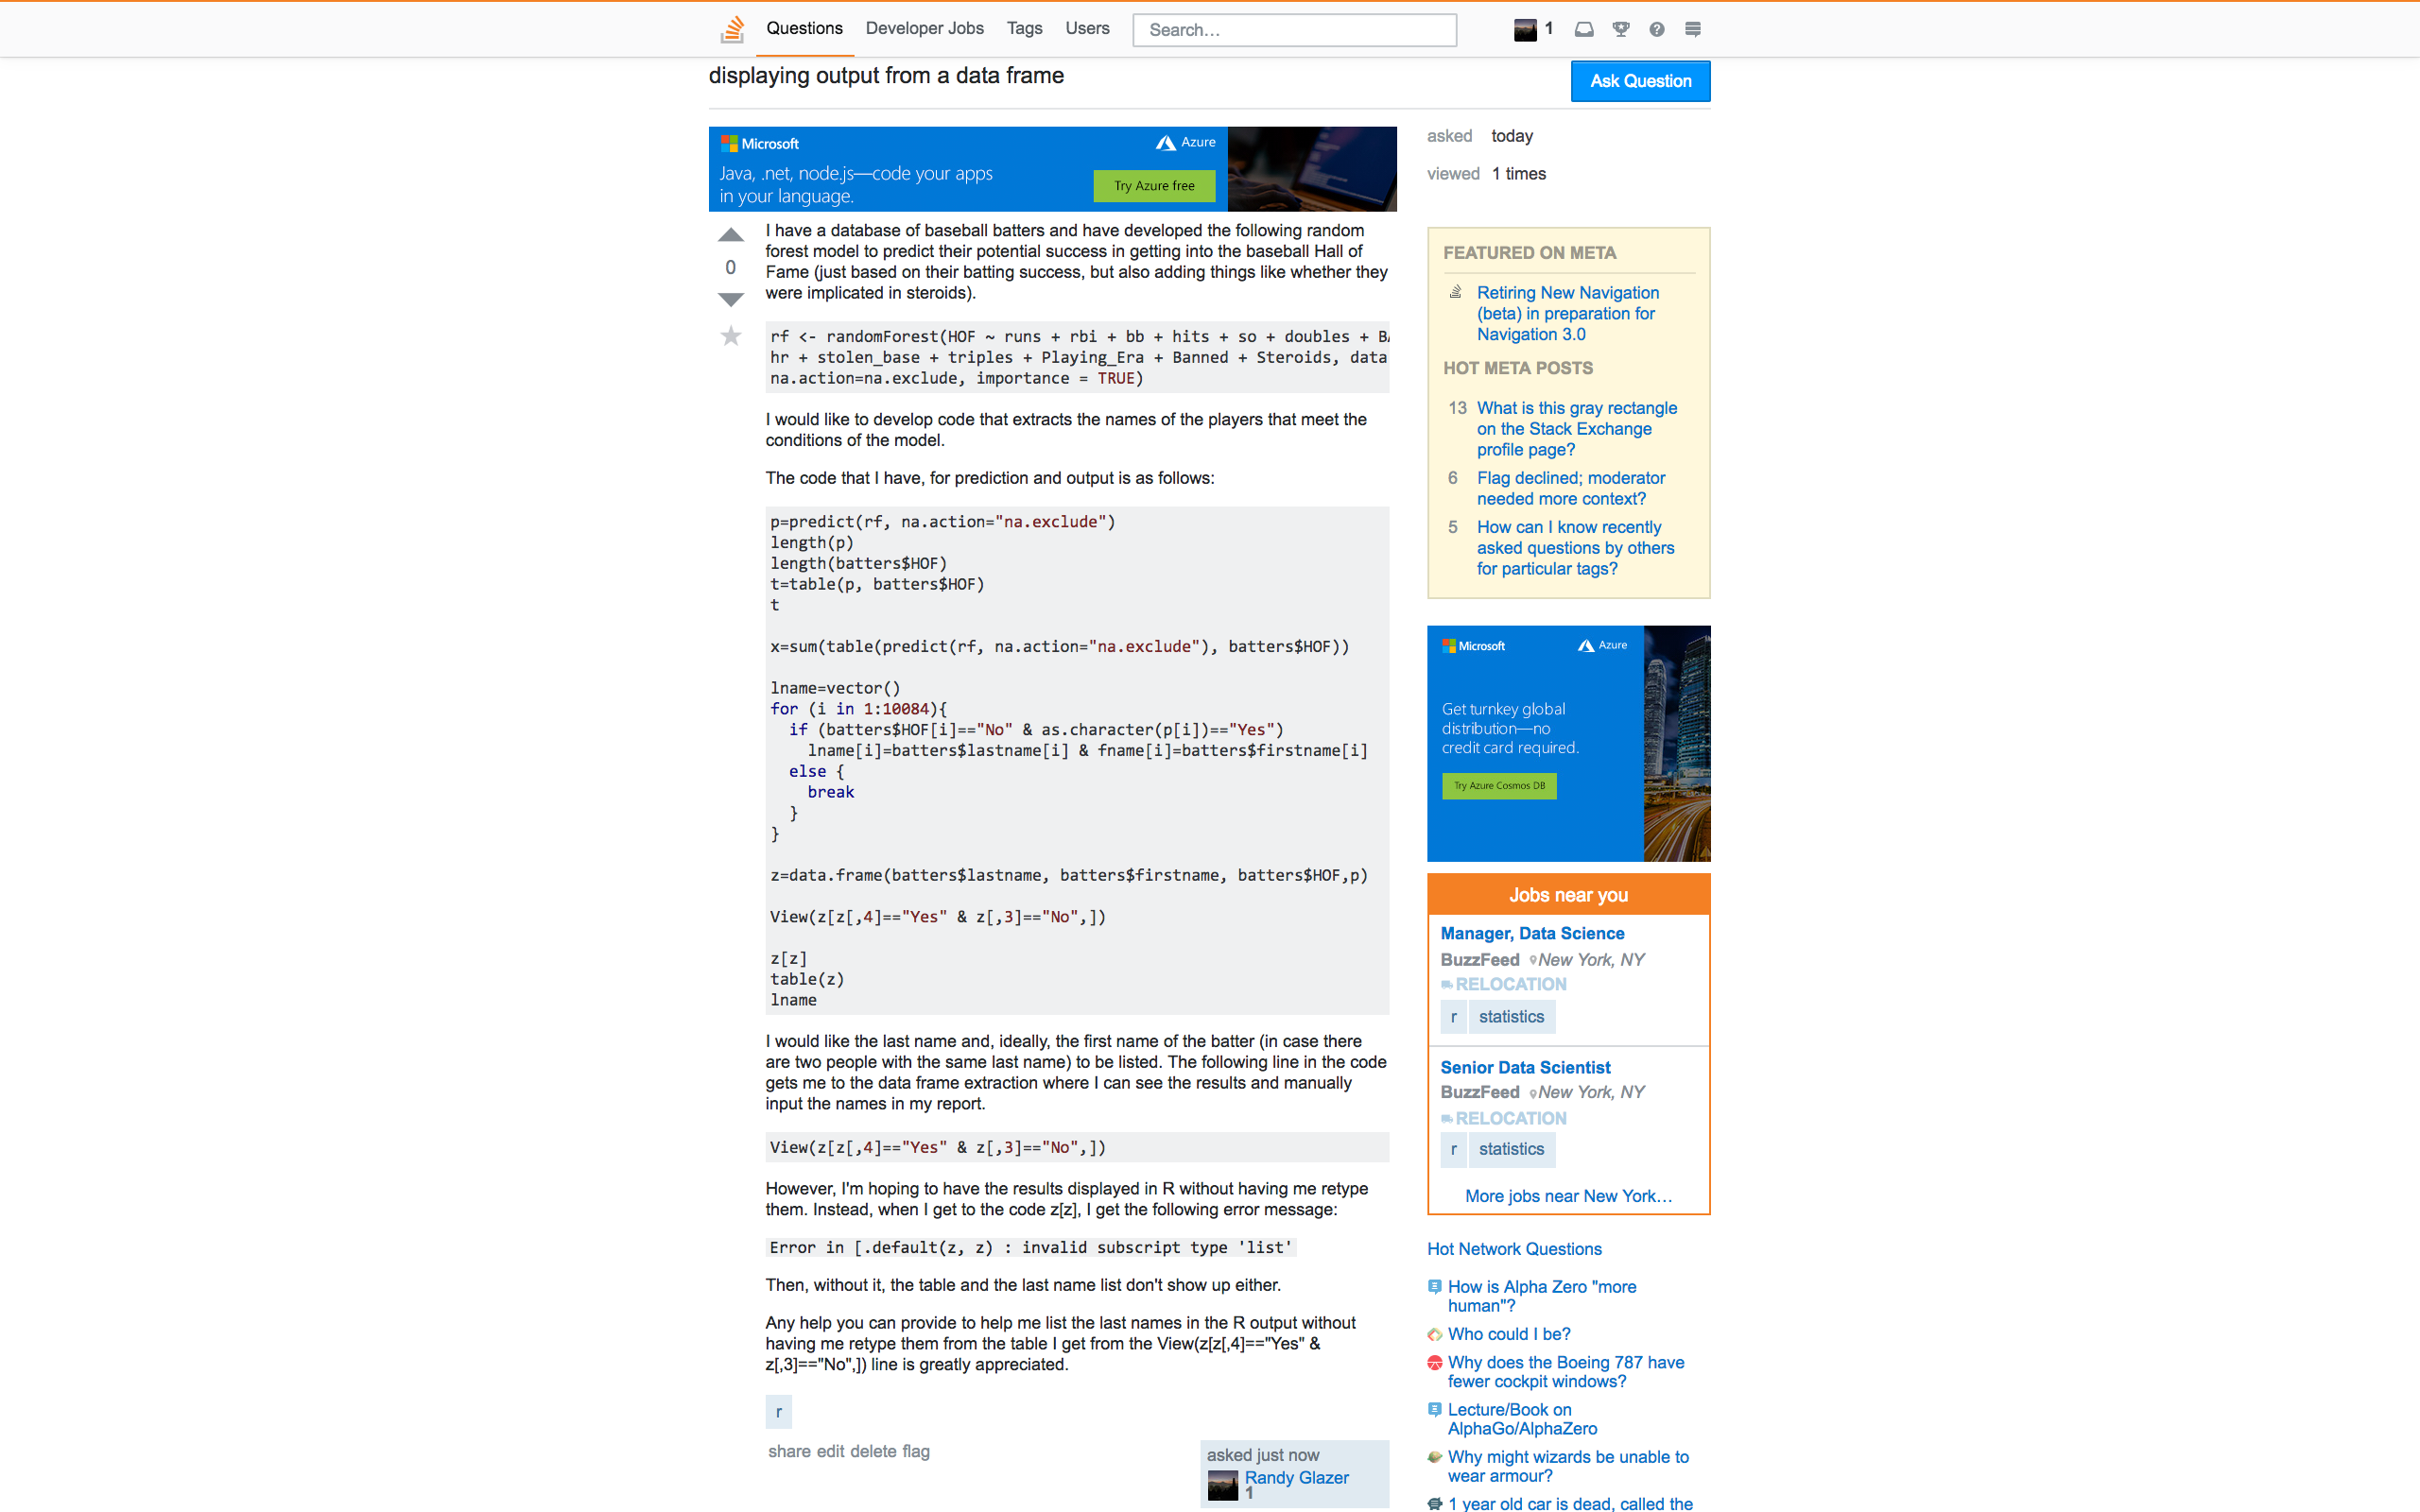 Questions Developer Jobs Tags Users Search... 1
displaying output from a data frame
Ask Question
Microsoft Azure
Java, .net, node.js—code your apps
in your language.
Try Azure free
asked today
viewed 1 times
0
I have a database of baseball batters and have developed the following random
forest model to predict their potential success in getting into the baseball Hall of
Fame (just based on their batting success, but also adding things like whether they
were implicated in steroids).
rf <- randomForest(HOF ~ runs + rbi + bb + hits + so + doubles +
hr + stolen_base + triples + Playing_Era + Banned + Steroids, data
na.action=na.exclude, importance = TRUE)
I would like to develop code that extracts the names of the players that meet the
conditions of the model.
The code that I have, for prediction and output is as follows:
p=predict(rf, na.action="na.exclude")
length(p)
length(batters$HOF)
t=table(p, batters$HOF)
t
x=sum(table(predict(rf, na.action="na.exclude"), batters$HOF))
lname=vector()
for (i in 1:10084){
if (batters$HOF[i]=="No" & as.character(p[i])=="Yes")
lname[i]=batters$lastname[i] & fname[i]=batters$firstname[i]
else {
break
}
}
z=data.frame(batters$lastname, batters$firstname, batters$HOF,p)
View(z[z[,4]=="Yes" & z[,3]=="No",])
z[z]
table(z)
lname
I would like the last name and, ideally, the first name of the batter (in case there
are two people with the same last name) to be listed. The following line in the code
gets me to the data frame extraction where I can see the results and manually
input the names in my report.
View(z[z[,4]=="Yes" & z[,3]=="No",])
However, I'm hoping to have the results displayed in R without having me retype
them. Instead, when I get to the code z[z], I get the following error message:
Error in [.default(z, z) : invalid subscript type 'list'
Then, without it, the table and the last name list don't show up either.
Any help you can provide to help me list the last names in the R output without
having me retype them from the table I get from the View(z[z[,4]=="Yes" &
z[,3]=="No",]) line is greatly appreciated.
r
share edit delete flag
asked just now
Randy Glazer
1
FEATURED ON META
Retiring New Navigation
(beta) in preparation for
Navigation 3.0
HOT META POSTS
13 What is this gray rectangle
on the Stack Exchange
profile page?
6 Flag declined; moderator
needed more context?
5 How can I know recently
asked questions by others
for particular tags?
Microsoft Azure
Get turnkey global
distribution—no
credit card required.
Try Azure Cosmos DB
Jobs near you
Manager, Data Science
BuzzFeed New York, NY
RELOCATION
r statistics
Senior Data Scientist
BuzzFeed New York, NY
RELOCATION
r statistics
More jobs near New York...
Hot Network Questions
How is Alpha Zero "more
human"?
Who could I be?
Why does the Boeing 787 have
fewer cockpit windows?
Lecture/Book on
AlphaGo/AlphaZero
Why might wizards be unable to
wear armour?
1 year old car is dead, called the